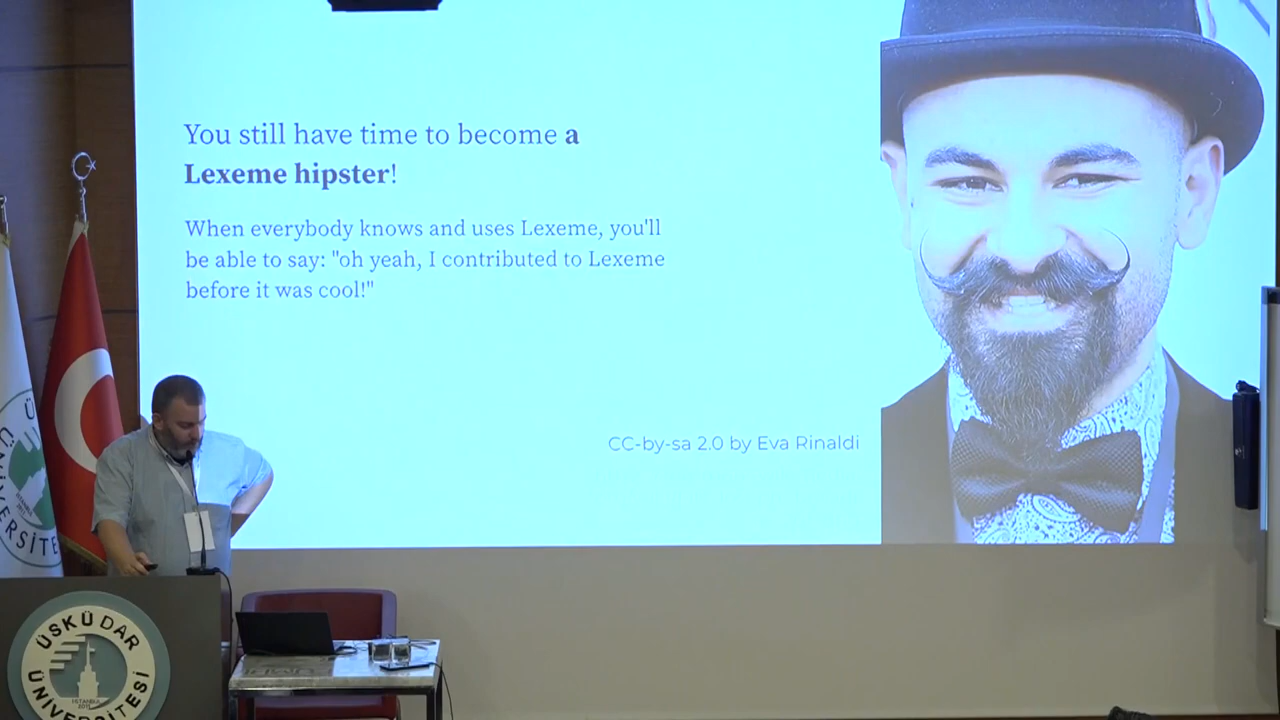 You still have time to become a
Lexeme hipster!
When everybody knows and uses Lexeme, you'll
be able to say: "oh yeah, I contributed to Lexeme
before it was cool!"
CC-by-sa 2.0 by Eva Rinaldi
ÜSKÜDAR
ÜNİVERSİTESİ